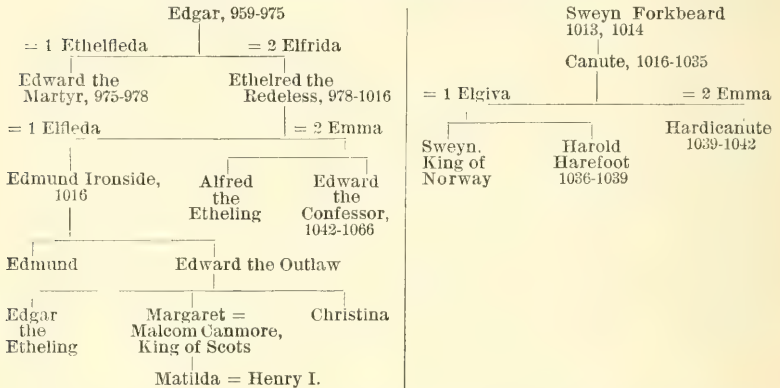 Edgar, 959-975
= 1 Ethelfleda = 2 Elfrida
Edward the Ethelred the
Martyr, 975-978 Redeless, 978-1016
= 1 Elfleda = 2 Emma
Edmund Ironside, Alfred Edward
1016 the the
Etheling Confessor,
1042-1066
Edmund Edward the Outlaw
Edgar Margaret = Christina
the Malcom Canmore,
Etheling King of Scots
Matilda = Henry I.
Sweyn Forkbeard
1013, 1014
Canute, 1016-1035
= 1 Elgiva = 2 Emma
Sweyn. Harold Hardicanute
King of Harefoot 1039-1042
Norway 1036-1039